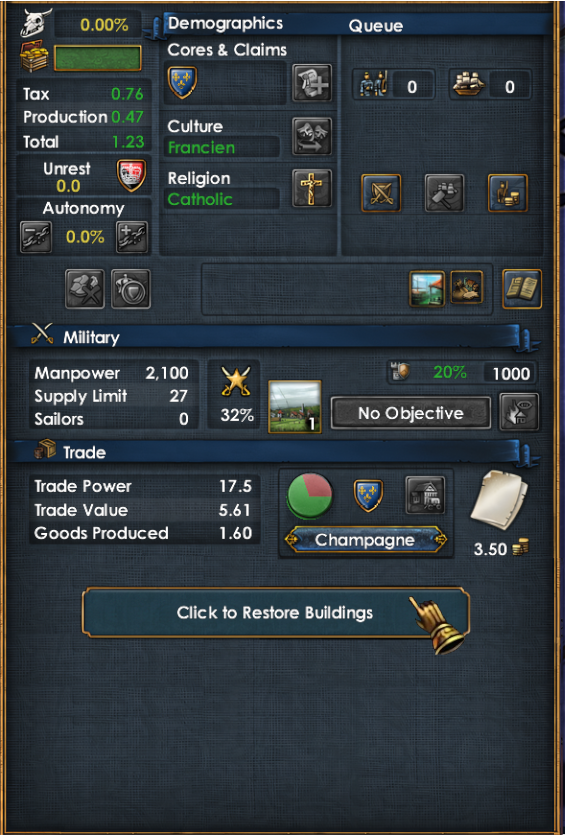 0.00%
Demographics
Queue
Cores & Claims
0
0
Tax 0.76
Production 0.47
Total 1.23
Culture
Francien
Unrest
0.0
Religion
Catholic
Autonomy
0.0%
Military
Manpower 2,100
Supply Limit 27
Sailors 0
32%
1
20% 1000
No Objective
Trade
Trade Power 17.5
Trade Value 5.61
Goods Produced 1.60
Champagne
3.50
Click to Restore Buildings